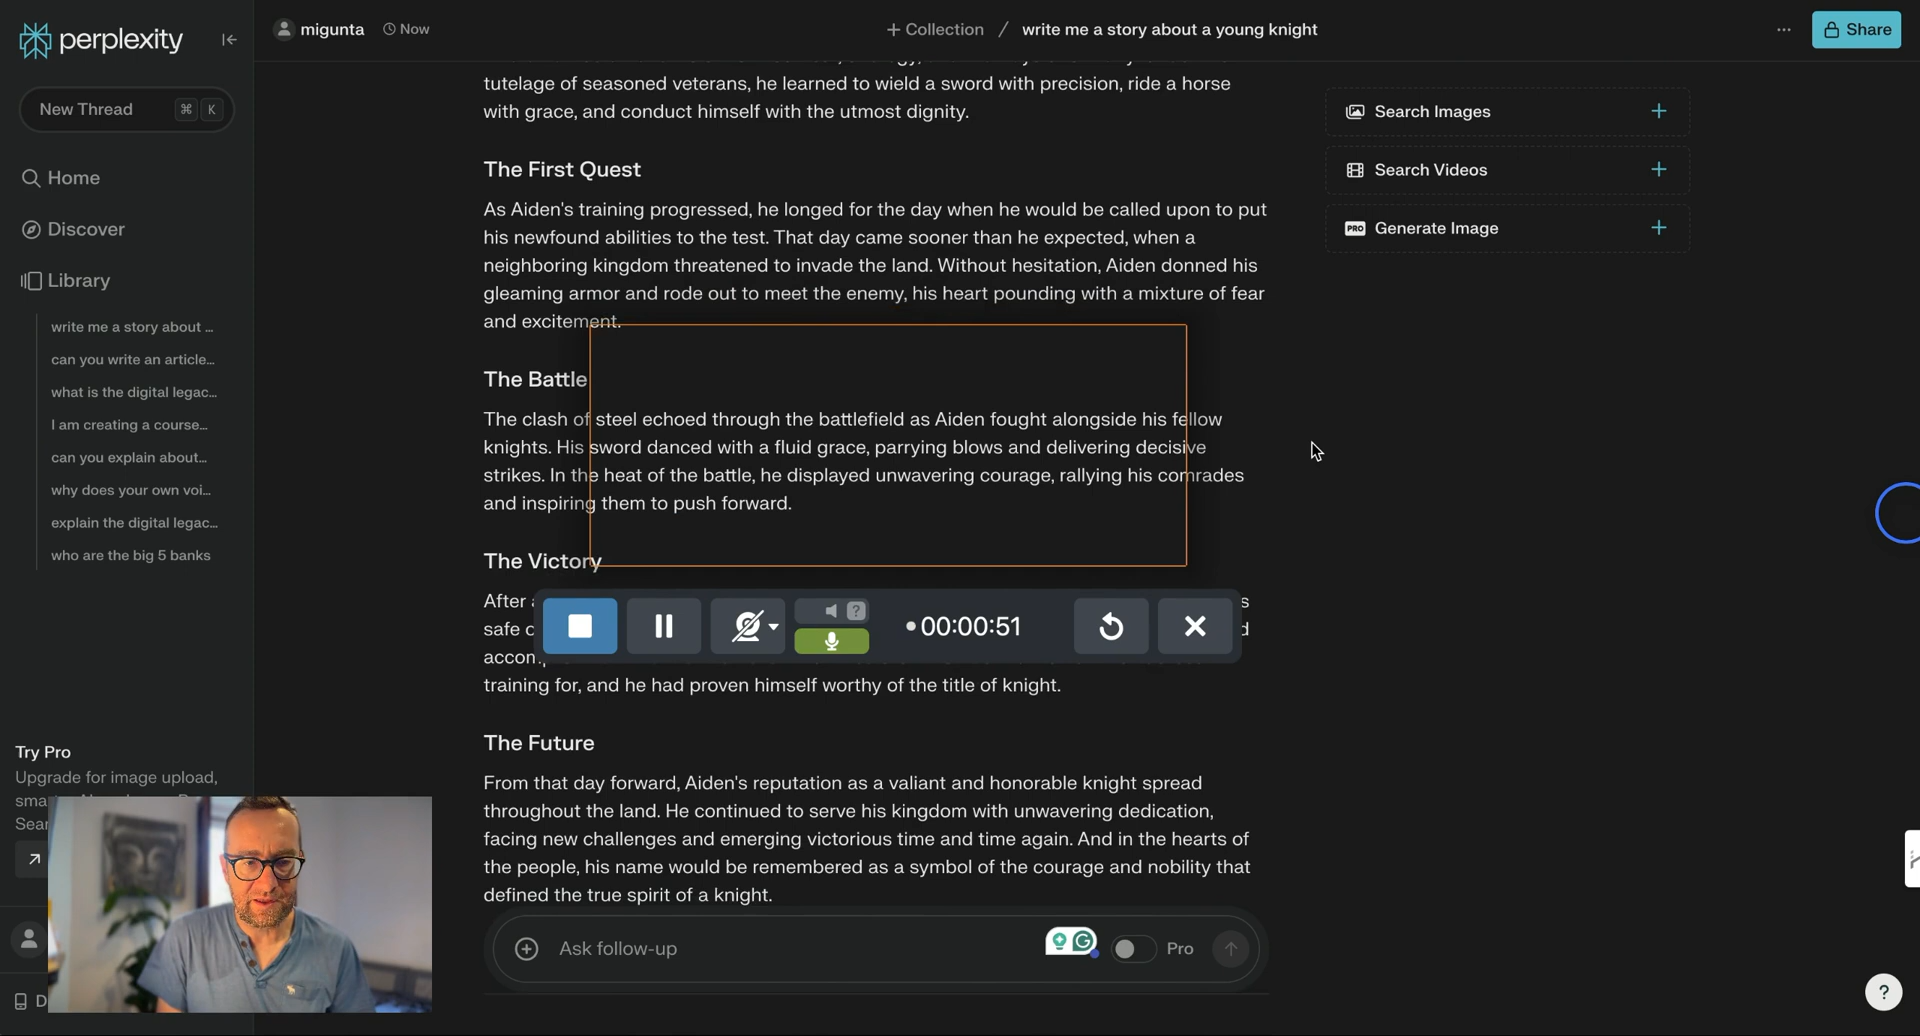 perplexity
New Thread ⌘ K
Home
Discover
Library
write me a story about ...
can you write an article...
what is the digital legac...
I am creating a course...
can you explain about...
why does your own voi...
explain the digital legac...
who are the big 5 banks
Try Pro
Upgrade for image upload,
migunta Now
+ Collection / write me a story about a young knight
... Share
tutelage of seasoned veterans, he learned to wield a sword with precision, ride a horse
with grace, and conduct himself with the utmost dignity.
The First Quest
As Aiden's training progressed, he longed for the day when he would be called upon to put
his newfound abilities to the test. That day came sooner than he expected, when a
neighboring kingdom threatened to invade the land. Without hesitation, Aiden donned his
gleaming armor and rode out to meet the enemy, his heart pounding with a mixture of fear
and excitement.
The Battle
The clash of steel echoed through the battlefield as Aiden fought alongside his fellow
knights. His sword danced with a fluid grace, parrying blows and delivering decisive
strikes. In the heat of the battle, he displayed unwavering courage, rallying his comrades
and inspiring them to push forward.
The Victory
After
safe
00:00:51
training for, and he had proven himself worthy of the title of knight.
The Future
From that day forward, Aiden's reputation as a valiant and honorable knight spread
throughout the land. He continued to serve his kingdom with unwavering dedication,
facing new challenges and emerging victorious time and time again. And in the hearts of
the people, his name would be remembered as a symbol of the courage and nobility that
defined the true spirit of a knight.
Ask follow-up
Pro
Search Images
Search Videos
PRO Generate Image
?